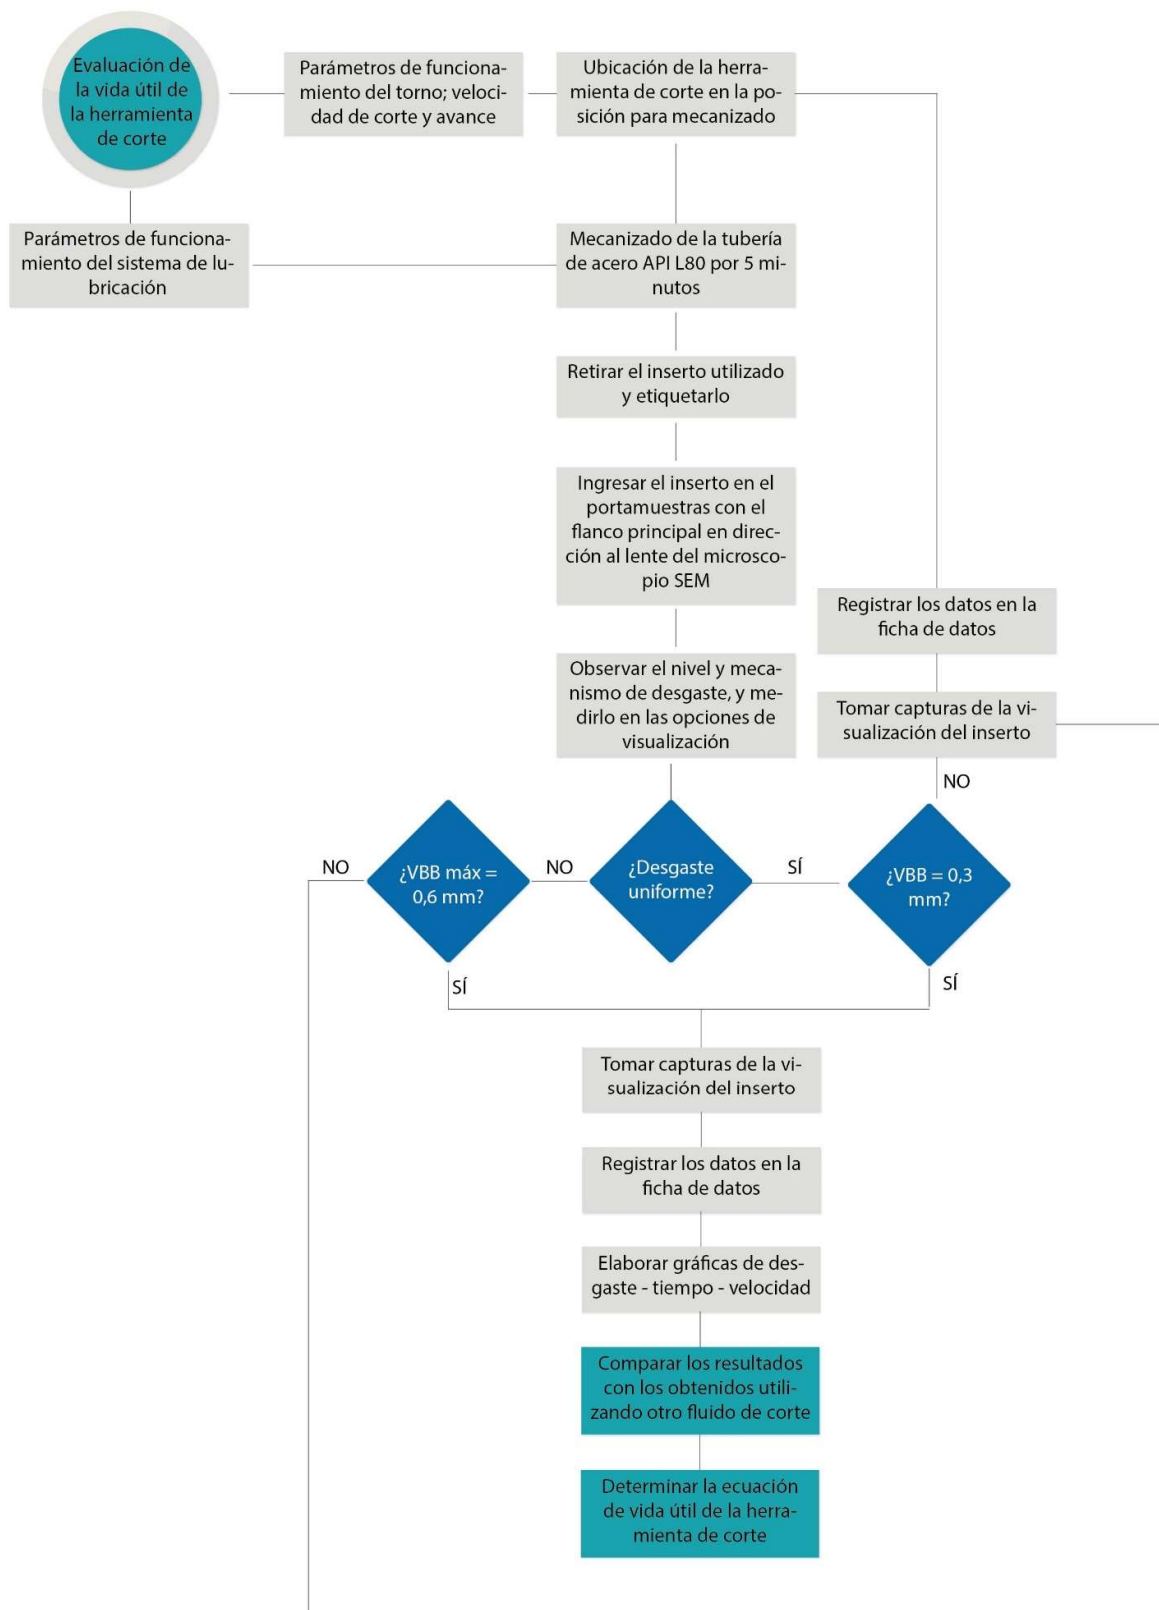 Evaluación de
la vida útil de
la herramienta
de corte
Parámetros de funciona-
miento del torno; veloci-
dad de corte y avance
Ubicación de la herra-
mienta de corte en la po-
sición para mecanizado
Parámetros de funciona-
miento del sistema de lu-
bricación
Mecanizado de la tubería
de acero API L80 por 5 mi-
nutos
Retirar el inserto utilizado
y etiquetarlo
Ingresar el inserto en el
portamuestras con el
flanco principal en direc-
ción al lente del microsco-
pio SEM
Registrar los datos en la
ficha de datos
Observar el nivel y meca-
nismo de desgaste, y me-
dirlo en las opciones de
visualización
Tomar capturas de la vi-
sualización del inserto
NO
NO
¿VBB máx =
0,6 mm?
NO
¿Desgaste
uniforme?
SÍ
¿VBB = 0,3
mm?
SÍ
SÍ
Tomar capturas de la vi-
sualización del inserto
Registrar los datos en la
ficha de datos
Elaborar gráficas de des-
gaste - tiempo - velocidad
Comparar los resultados
con los obtenidos utili-
zando otro fluido de corte
Determinar la ecuación
de vida útil de la herra-
mienta de corte